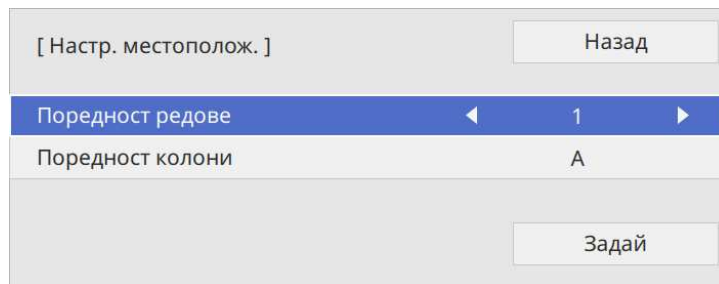 [ Настр. местополож. ]
Назад
Поредност редове 1
Поредност колони A
Задай